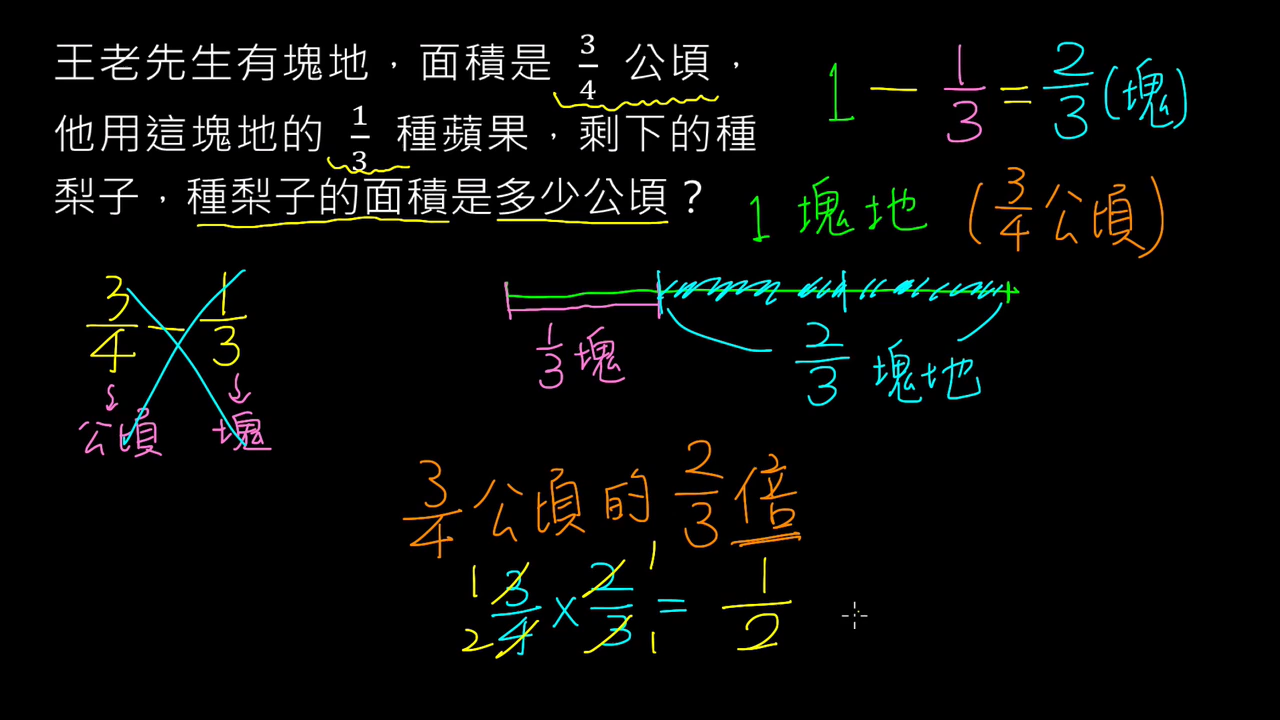 王老先生有塊地，面積是 3/4 公頃，
他用這塊地的 1/3 種蘋果，剩下的種
梨子，種梨子的面積是多少公頃？
1 － 1/3 = 2/3 (塊)
1 塊地 (3/4 公頃)
3/4 － 1/3
公頃 塊
1/3 塊
2/3 塊地
3/4 公頃的 2/3 倍
1 1
3/4 × 2/3 = 1/2
2 1